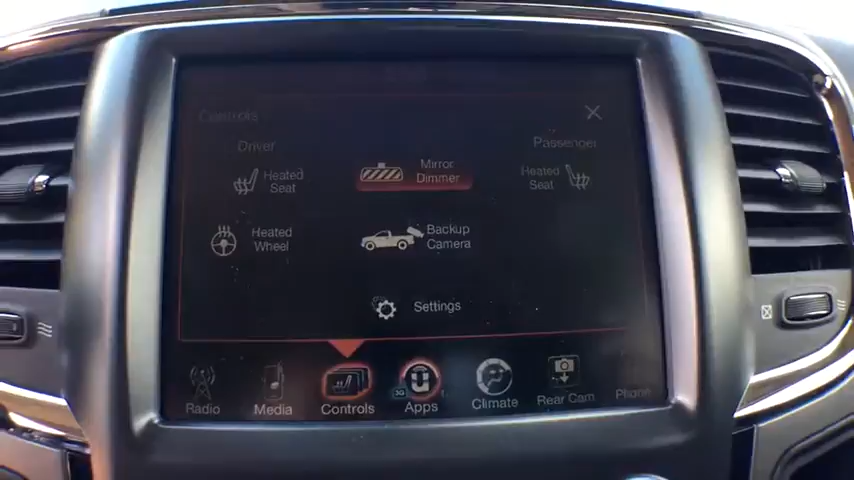 Controls
Driver
Mirror
Dimmer
Passenger
Heated
Seat
Heated
Seat
Heated
Wheel
Backup
Camera
Settings
Radio
Media
Controls
3G
Apps
Climate
Rear Cam
Phone